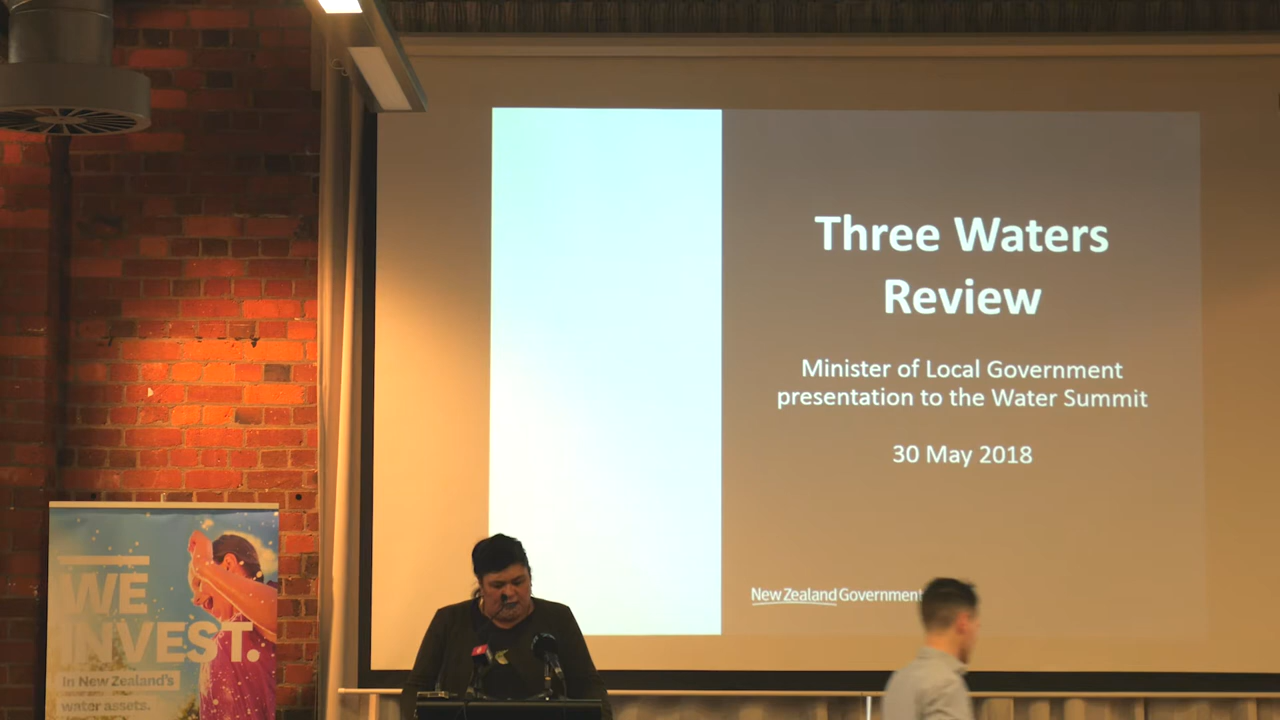 Three Waters
Review
Minister of Local Government
presentation to the Water Summit
30 May 2018
New Zealand Government
WE
INVEST.
In New Zealand's
water assets.